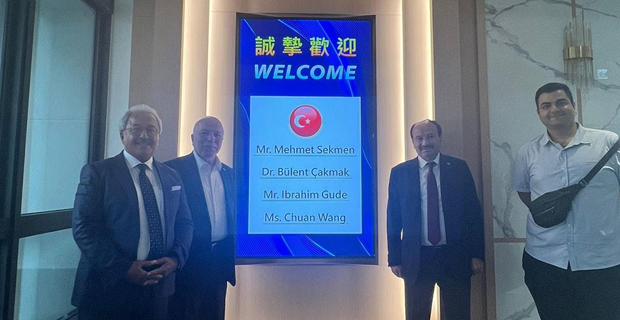 誠摯歡迎
WELCOME
Mr. Mehmet Sekmen
Dr. Bülent Çakmak
Mr. Ibrahim Gude
Ms. Chuan Wang